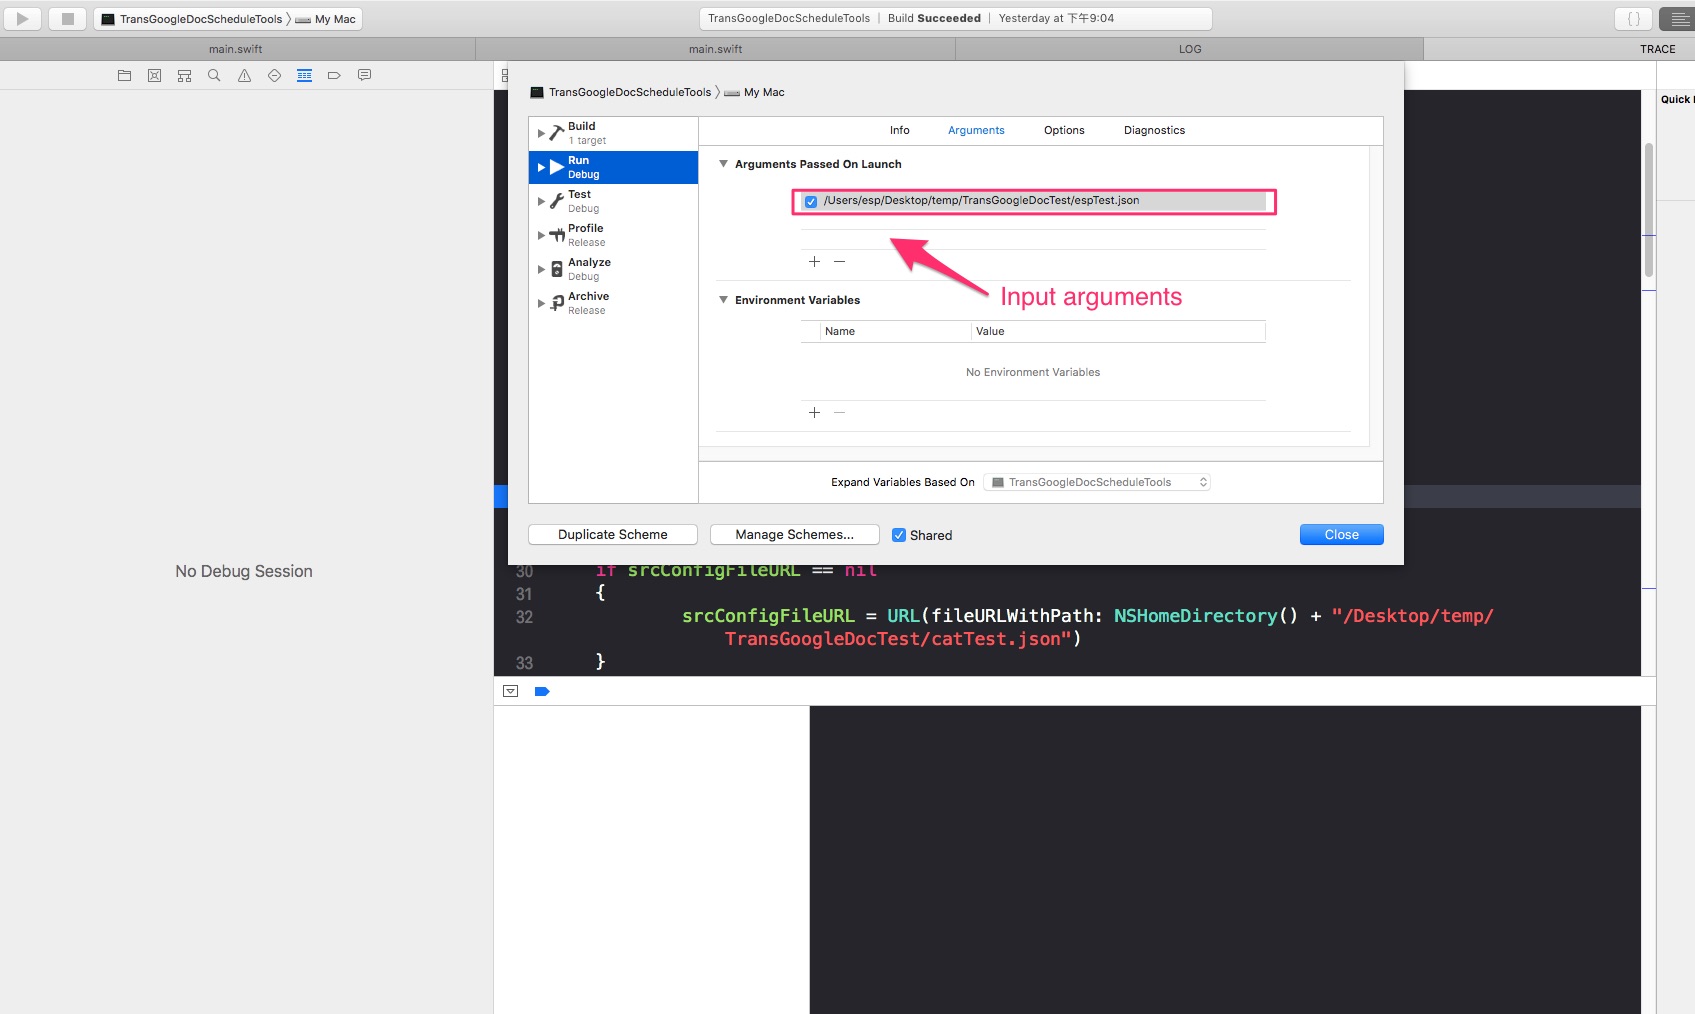 TransGoogleDocScheduleTools 〉 My Mac
TransGoogleDocScheduleTools | Build Succeeded | Yesterday at 下午9:04
{ }
main.swift
main.swift
LOG
TRACE
Quick
TransGoogleDocScheduleTools 〉 My Mac
Build
1 target
Run
Debug
Test
Debug
Profile
Release
Analyze
Debug
Archive
Release
Info
Arguments
Options
Diagnostics
Arguments Passed On Launch
/Users/esp/Desktop/temp/TransGoogleDocTest/espTest.json
Input arguments
Environment Variables
Name
Value
No Environment Variables
Expand Variables Based On
TransGoogleDocScheduleTools
Duplicate Scheme
Manage Schemes...
Shared
Close
No Debug Session
30 if srcConfigFileURL == nil
31 {
32 srcConfigFileURL = URL(fileURLWithPath: NSHomeDirectory() + "/Desktop/temp/
TransGoogleDocTest/catTest.json")
33 }